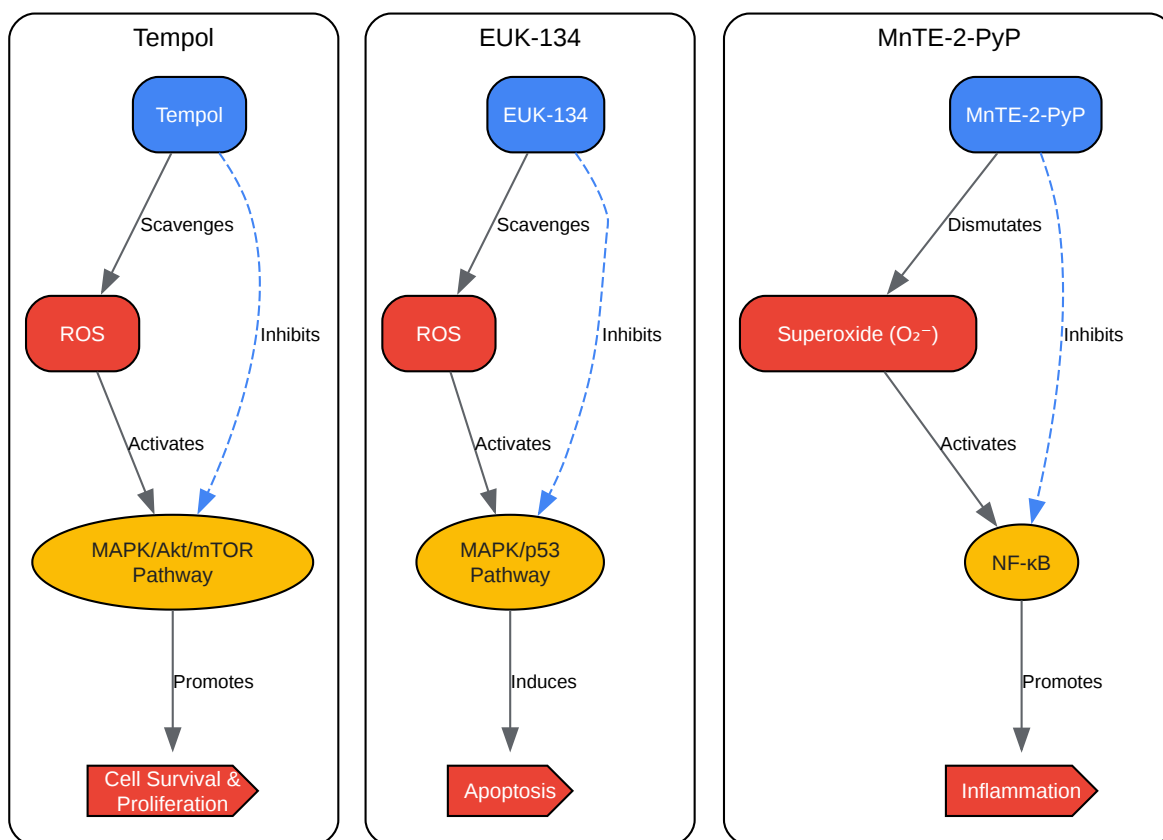 Tempol
Tempol
Scavenges
ROS
Inhibits
Activates
MAPK/Akt/mTOR
Pathway
Promotes
Cell Survival &
Proliferation
EUK-134
EUK-134
Scavenges
ROS
Inhibits
Activates
MAPK/p53
Pathway
Induces
Apoptosis
MnTE-2-PyP
MnTE-2-PyP
Dismutates
Superoxide (O₂⁻)
Inhibits
Activates
NF-κB
Promotes
Inflammation